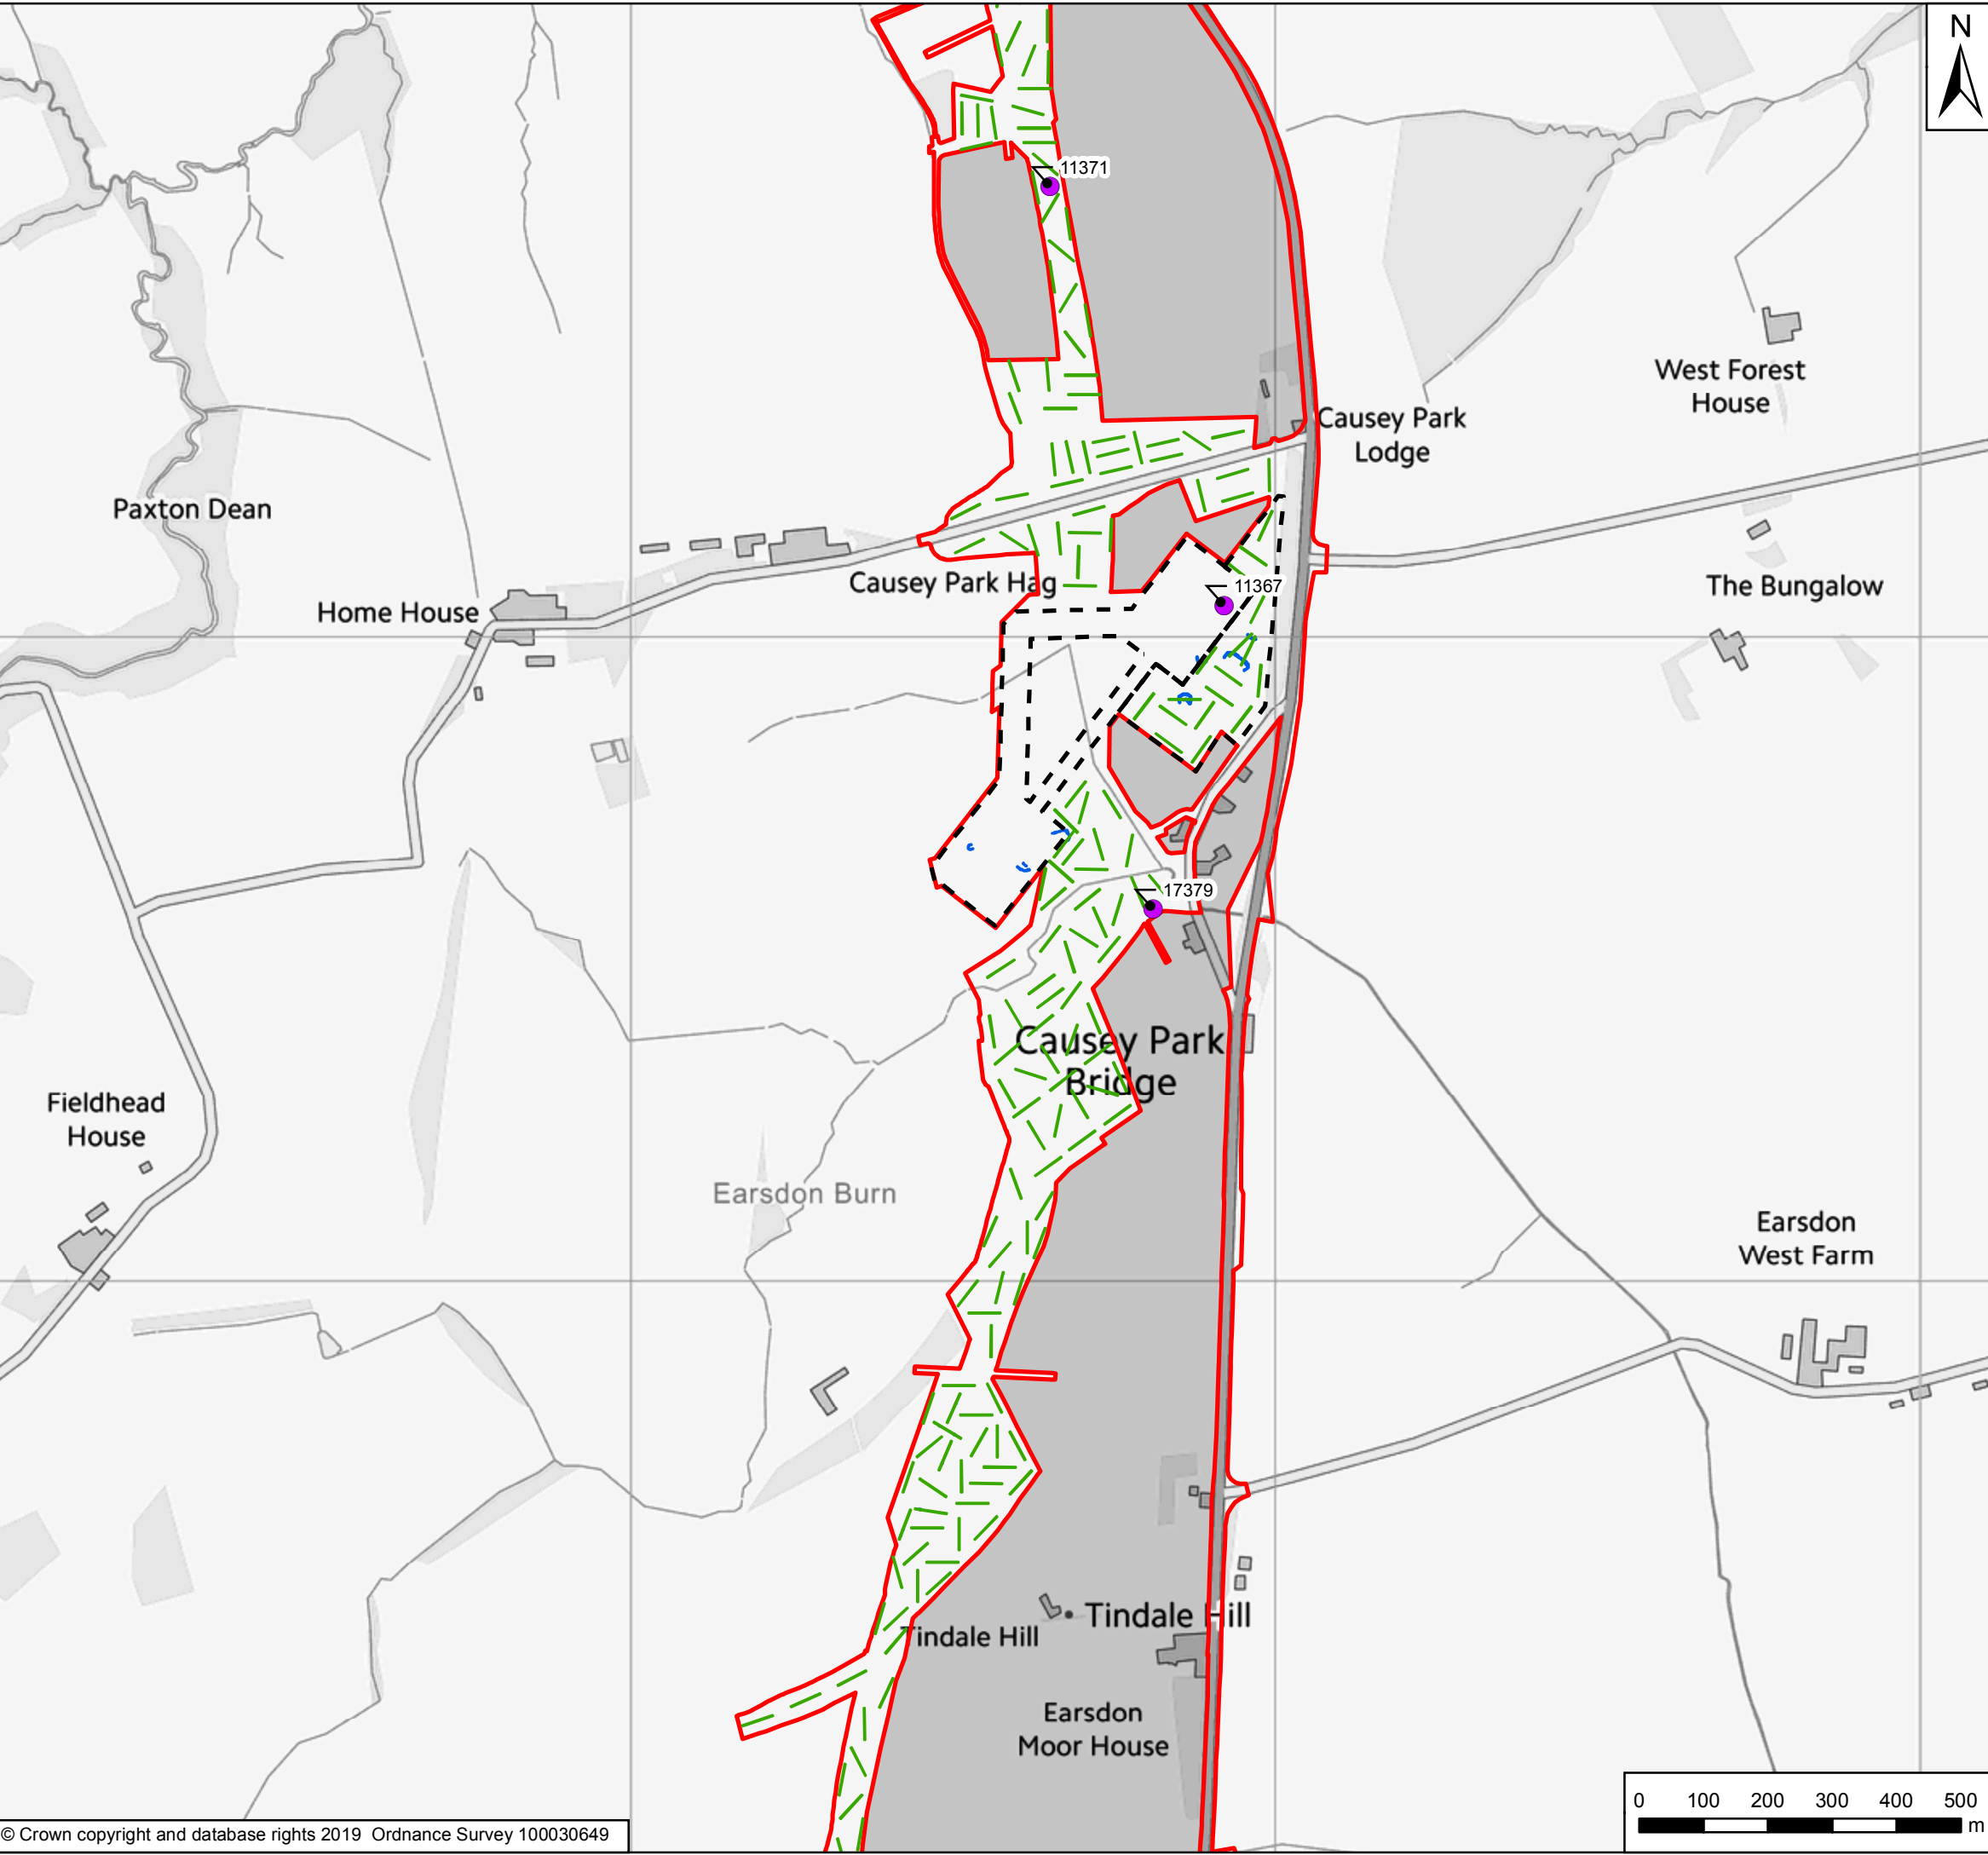 N
11371
West Forest
House
Causey Park
Lodge
Paxton Dean
Causey Park Hag
11367
The Bungalow
Home House
17379
Causey Park
Bridge
Fieldhead
House
Earsdon Burn
Earsdon
West Farm
Tindale Hill
Tindale Hill
Earsdon
Moor House
0 100 200 300 400 500
m
© Crown copyright and database rights 2019 Ordnance Survey 100030649